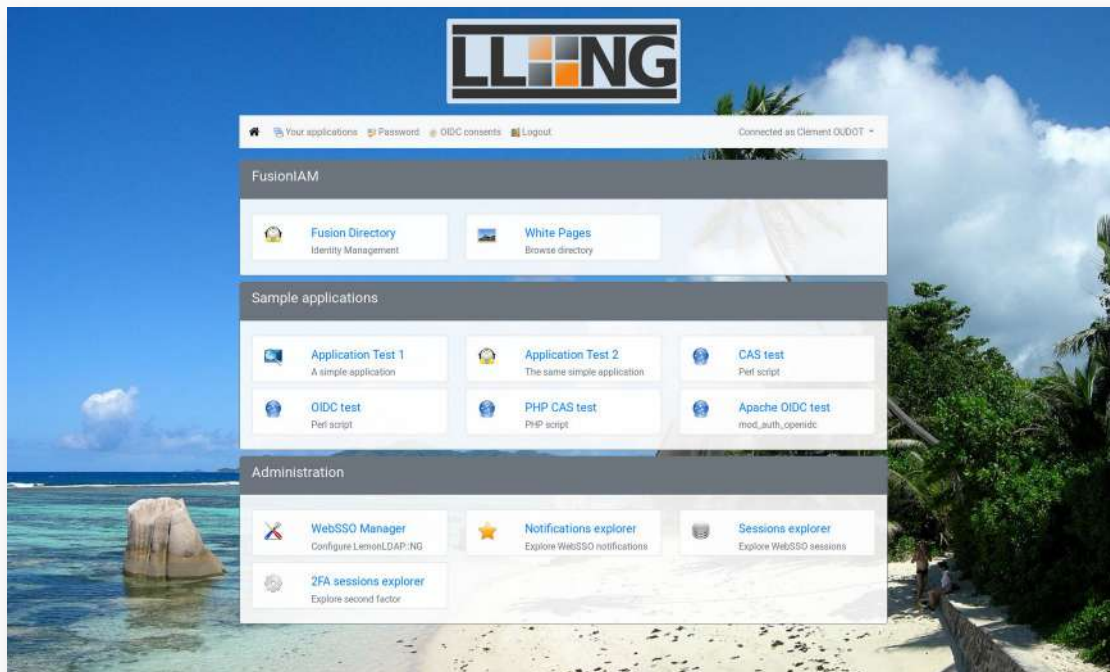 LL NG
Your applications Password OIDC consents Logout Connected as Clément OUDOT
FusionIAM
Fusion Directory White Pages
Identity Management Browse directory
Sample applications
Application Test 1 Application Test 2 CAS test
A simple application The same simple application Perl script
OIDC test PHP CAS test Apache OIDC test
Perl script PHP script mod_auth_openidc
Administration
WebSSO Manager Notifications explorer Sessions explorer
Configure LemonLDAP::NG Explore WebSSO notifications Explore WebSSO sessions
2FA sessions explorer
Explore second factor